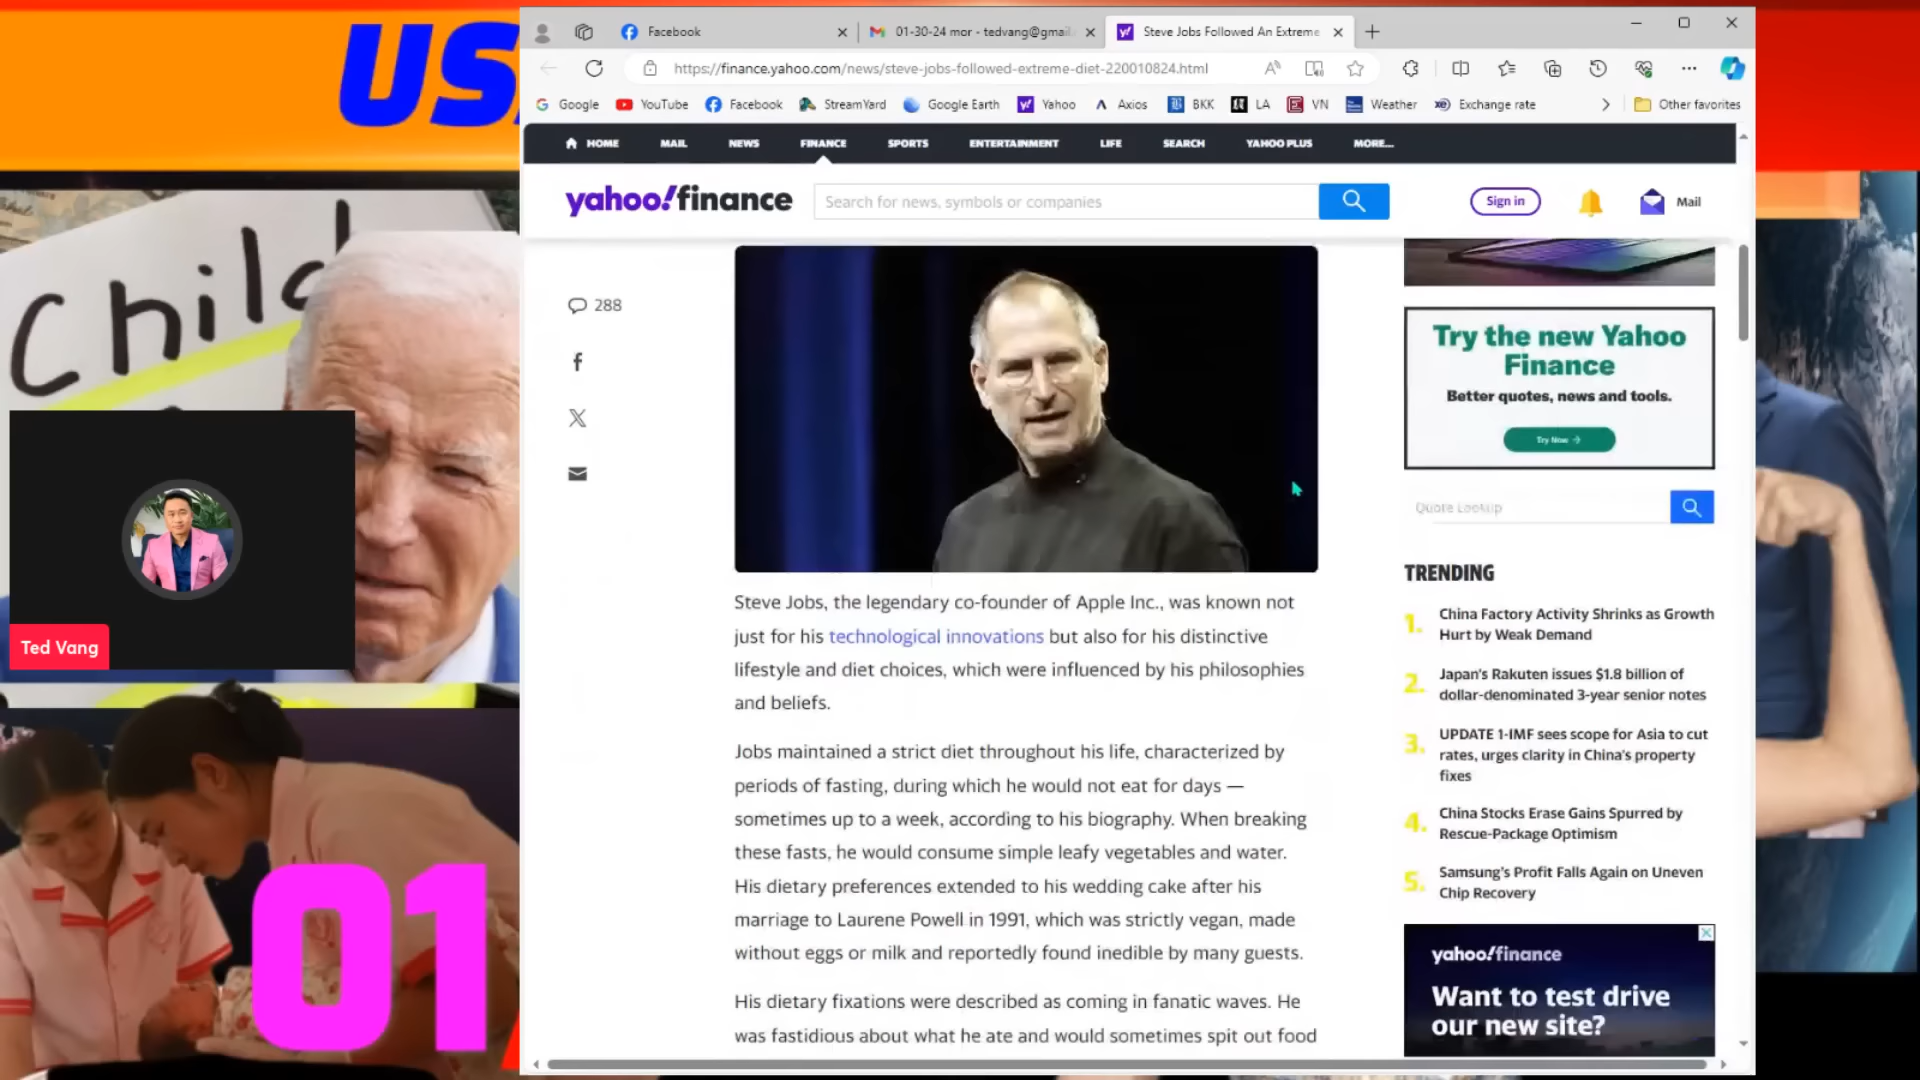 US
Facebook
01-30-24 mor - tedvang@gmail.
Steve Jobs Followed An Extreme
https://finance.yahoo.com/news/steve-jobs-followed-extreme-diet-220010824.html
Google
YouTube
Facebook
StreamYard
Google Earth
Yahoo
Axios
BKK
LA
VN
Weather
Exchange rate
Other favorites
HOME
MAIL
NEWS
FINANCE
SPORTS
ENTERTAINMENT
LIFE
SEARCH
YAHOO PLUS
MORE...
yahoo!finance
Search for news, symbols or companies
Sign in
Mail
Child
288
Try the new Yahoo
Finance
Better quotes, news and tools.
Try Now →
Quote Lookup
Ted Vang
Steve Jobs, the legendary co-founder of Apple Inc., was known not
just for his technological innovations but also for his distinctive
lifestyle and diet choices, which were influenced by his philosophies
and beliefs.
Jobs maintained a strict diet throughout his life, characterized by
periods of fasting, during which he would not eat for days —
sometimes up to a week, according to his biography. When breaking
these fasts, he would consume simple leafy vegetables and water.
His dietary preferences extended to his wedding cake after his
marriage to Laurene Powell in 1991, which was strictly vegan, made
without eggs or milk and reportedly found inedible by many guests.
His dietary fixations were described as coming in fanatic waves. He
was fastidious about what he ate and would sometimes spit out food
TRENDING
1. China Factory Activity Shrinks as Growth
Hurt by Weak Demand
2. Japan's Rakuten issues $1.8 billion of
dollar-denominated 3-year senior notes
3. UPDATE 1-IMF sees scope for Asia to cut
rates, urges clarity in China's property
fixes
4. China Stocks Erase Gains Spurred by
Rescue-Package Optimism
5. Samsung's Profit Falls Again on Uneven
Chip Recovery
yahoo!finance
Want to test drive
our new site?
01